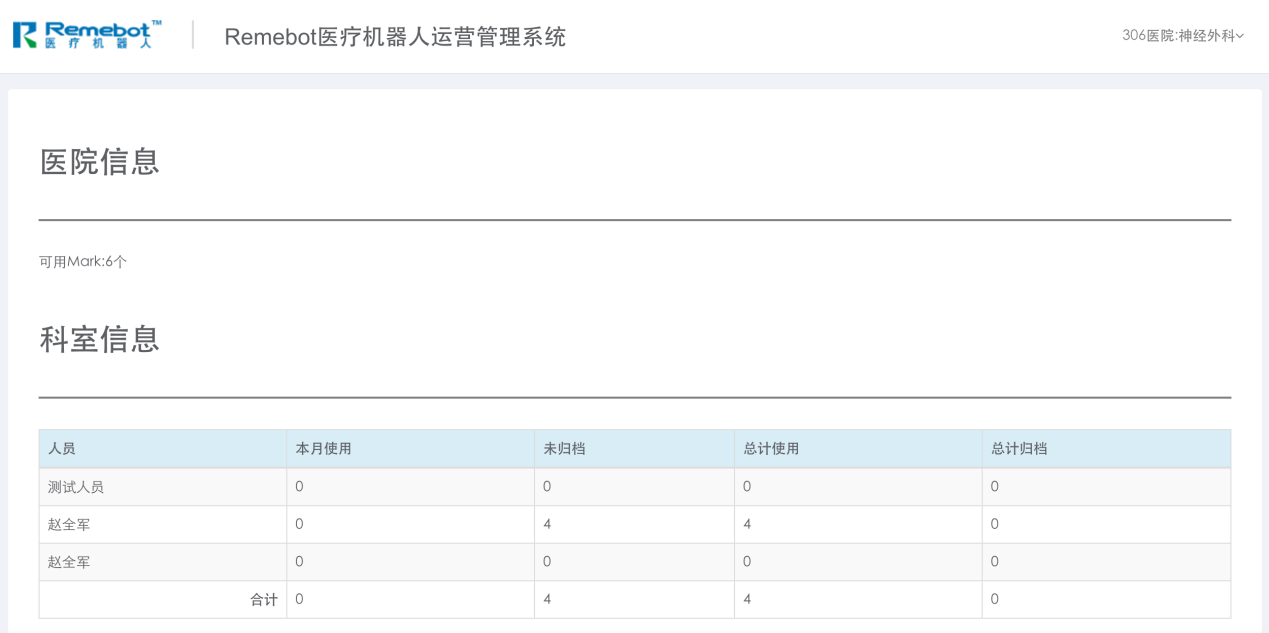 Remebot™
医疗机器人
Remebot医疗机器人运营管理系统
306医院:神经外科
医院信息
可用Mark:6个
科室信息
人员 本月使用 未归档 总计使用 总计归档
测试人员 0 0 0 0
赵全军 0 4 4 0
赵全军 0 0 0 0
合计 0 4 4 0